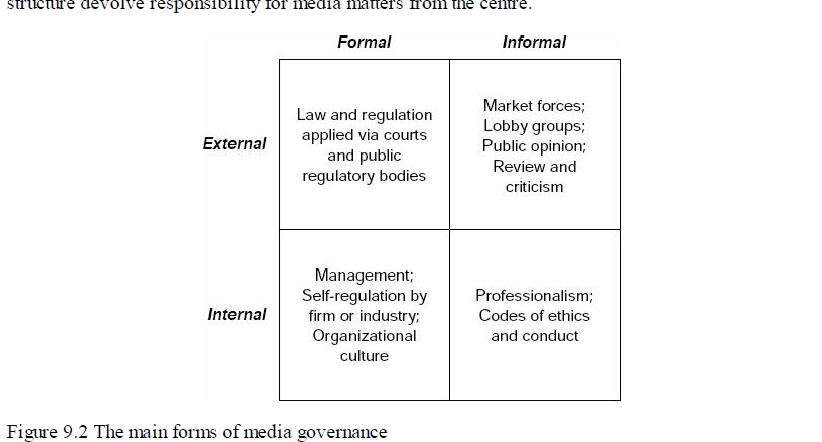 structure devolve responsibility for media matters from the centre.
Formal
Informal
External
Law and regulation
applied via courts
and public
regulatory bodies
Market forces;
Lobby groups;
Public opinion;
Review and
criticism
Internal
Management;
Self-regulation by
firm or industry;
Organizational
culture
Professionalism;
Codes of ethics
and conduct
Figure 9.2 The main forms of media governance